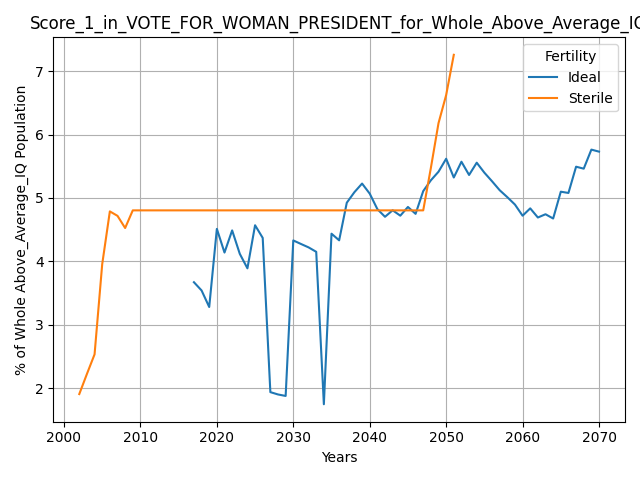 Score_1_in_VOTE_FOR_WOMAN_PRESIDENT_for_Whole_Above_Average_IQ
Fertility
Ideal
Sterile
% of Whole Above_Average_IQ Population
7
6
5
4
3
2
2000 2010 2020 2030 2040 2050 2060 2070
Years